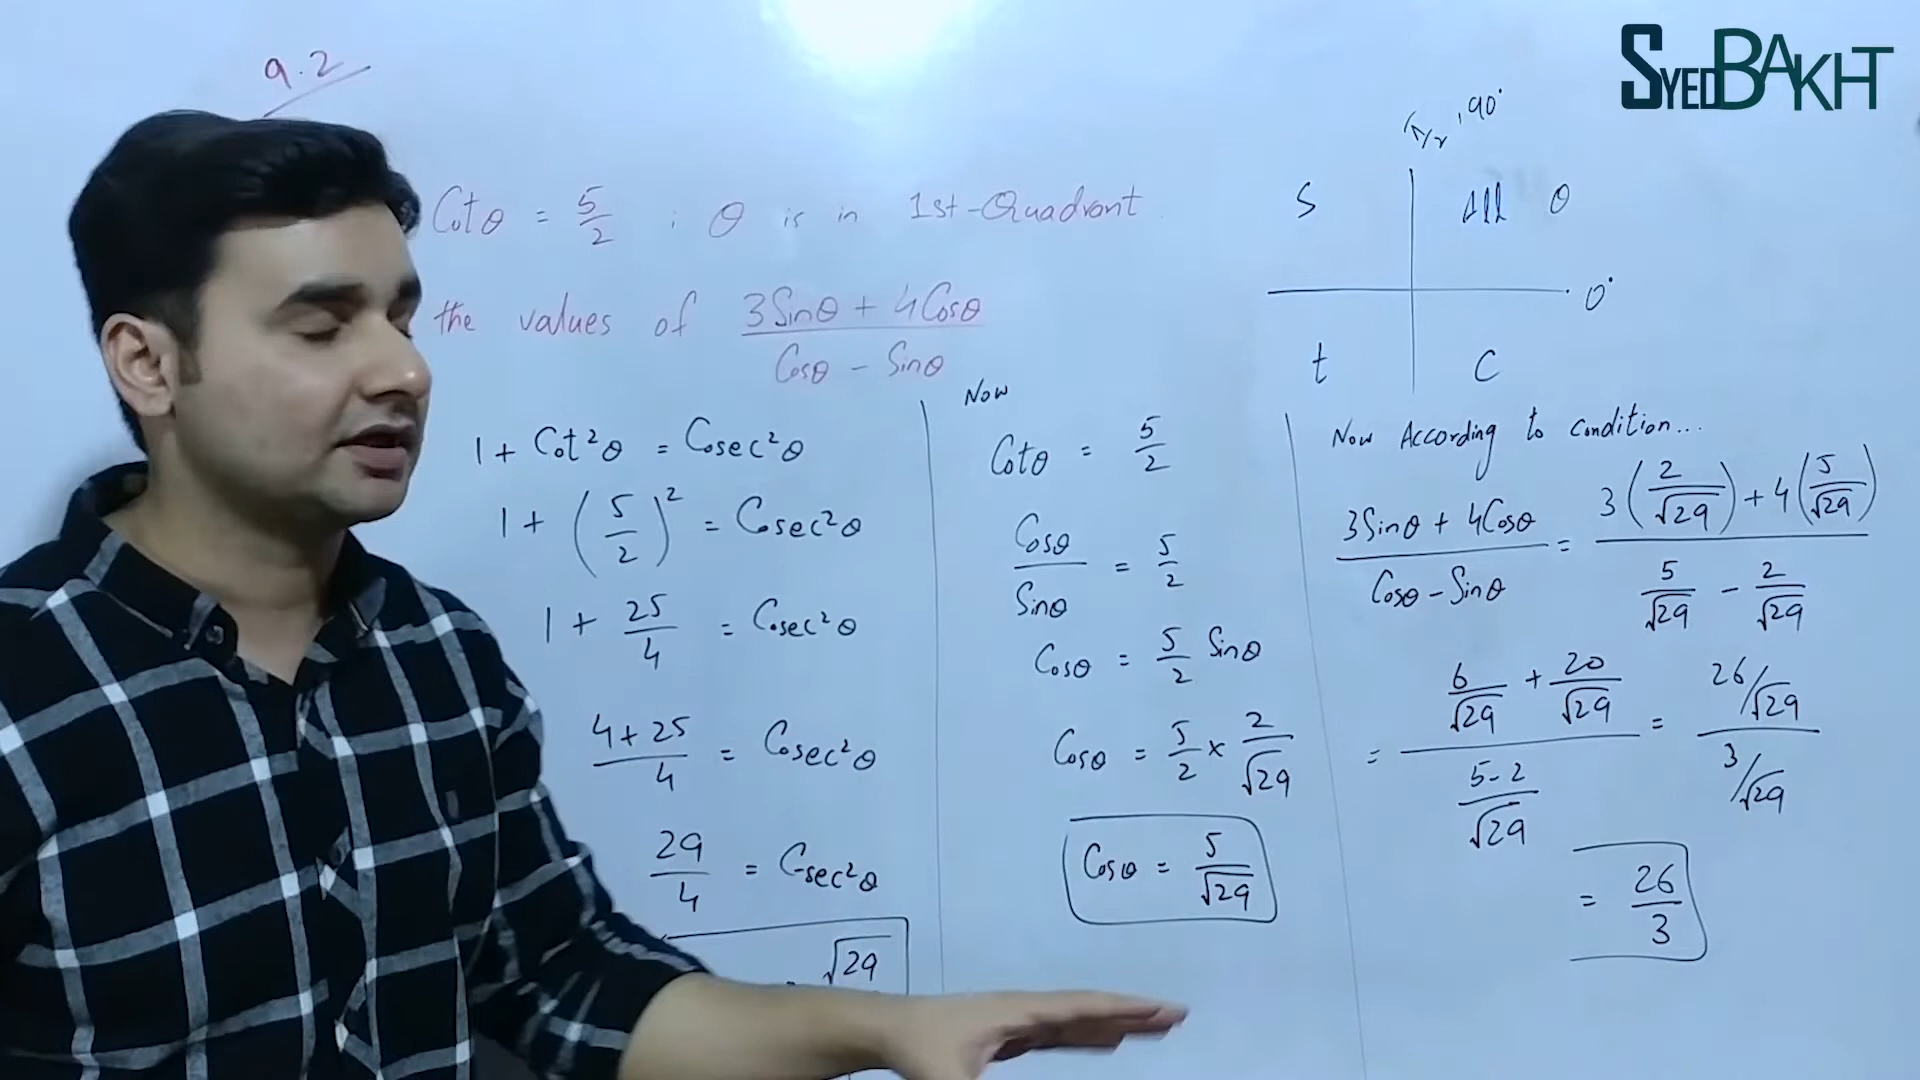 SYEDBAKHT
9.2
Cotθ = 5/2 ; θ is in 1st-Quadrant
the values of (3Sinθ + 4Cosθ)/(Cosθ - Sinθ)
π/2, 90°
S All θ
0°
t C
1 + Cot²θ = Cosec²θ
1 + (5/2)² = Cosec²θ
1 + 25/4 = Cosec²θ
(4+25)/4 = Cosec²θ
29/4 = Cosec²θ
√29
Now
Cotθ = 5/2
Cosθ/Sinθ = 5/2
Cosθ = 5/2 Sinθ
Cosθ = 5/2 × 2/√29
Cosθ = 5/√29
Now According to condition...
(3Sinθ + 4Cosθ)/(Cosθ - Sinθ) = (3(2/√29) + 4(5/√29))/(5/√29 - 2/√29)
= (6/√29 + 20/√29)/((5-2)/√29) = (26/√29)/(3/√29)
= 26/3